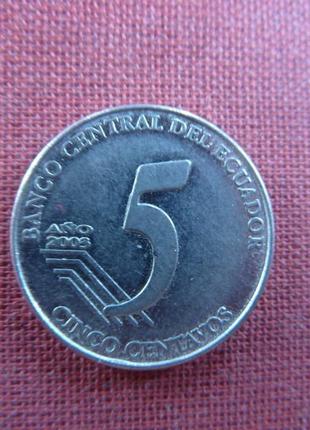 BANCO CENTRAL DEL ECUADOR
AÑO
2003
5
CINCO CENTAVOS